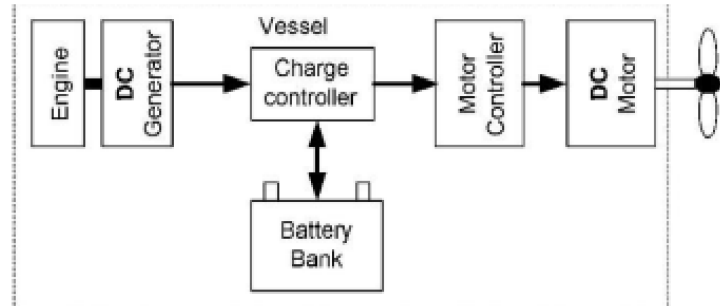 Vessel
Engine
DC
Generator
Charge
controller
Motor
Controller
DC
Motor
Battery
Bank